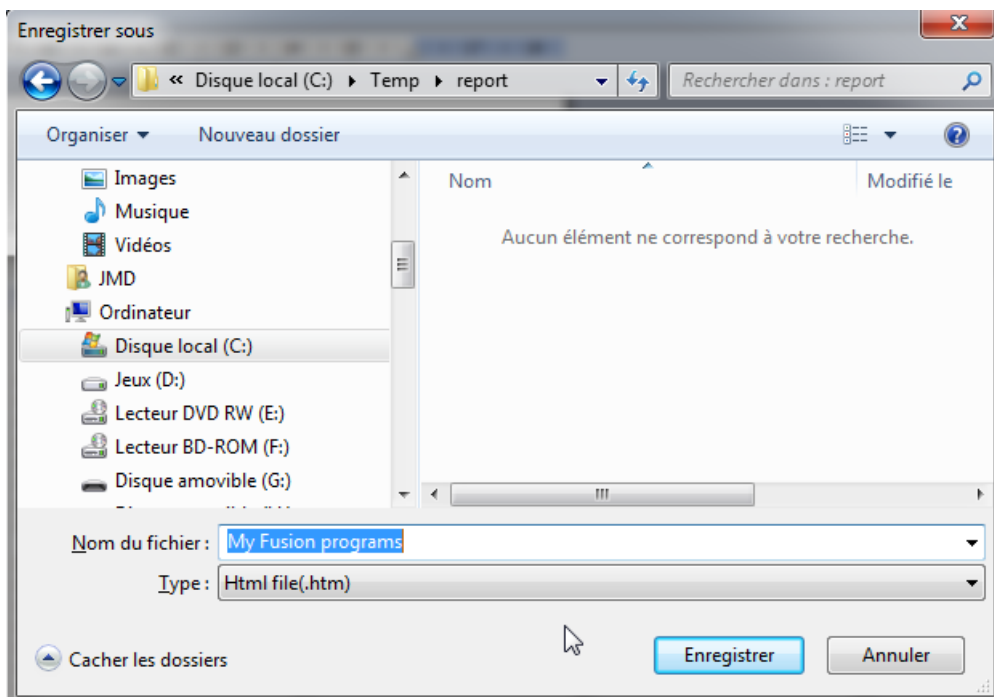 Enregistrer sous
« Disque local (C:) ▸ Temp ▸ report
Rechercher dans : report
Organiser
Nouveau dossier
Images
Musique
Vidéos
JMD
Ordinateur
Disque local (C:)
Jeux (D:)
Lecteur DVD RW (E:)
Lecteur BD-ROM (F:)
Disque amovible (G:)
Nom
Modifié le
Aucun élément ne correspond à votre recherche.
Nom du fichier : My Fusion programs
Type : Html file(.htm)
Cacher les dossiers
Enregistrer
Annuler